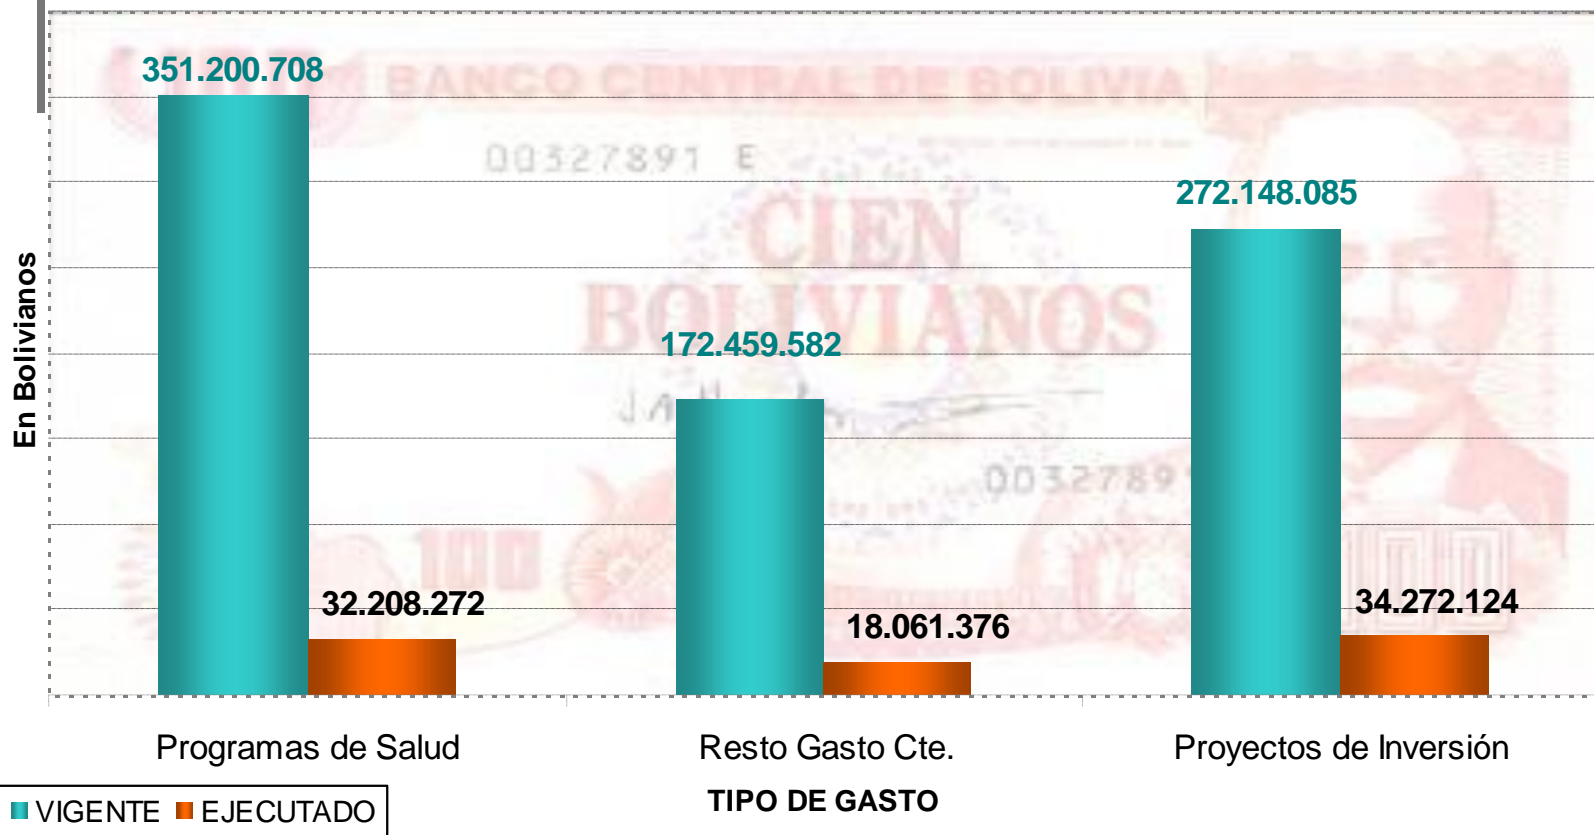 351.200.708
BANCO CENTRAL DE BOLIVIA
00327891 E
272.148.085
CIEN
BOLIVIANOS
172.459.582
En Bolivianos
0032789
100
32.208.272
18.061.376
34.272.124
Programas de Salud
Resto Gasto Cte.
Proyectos de Inversión
TIPO DE GASTO
VIGENTE EJECUTADO